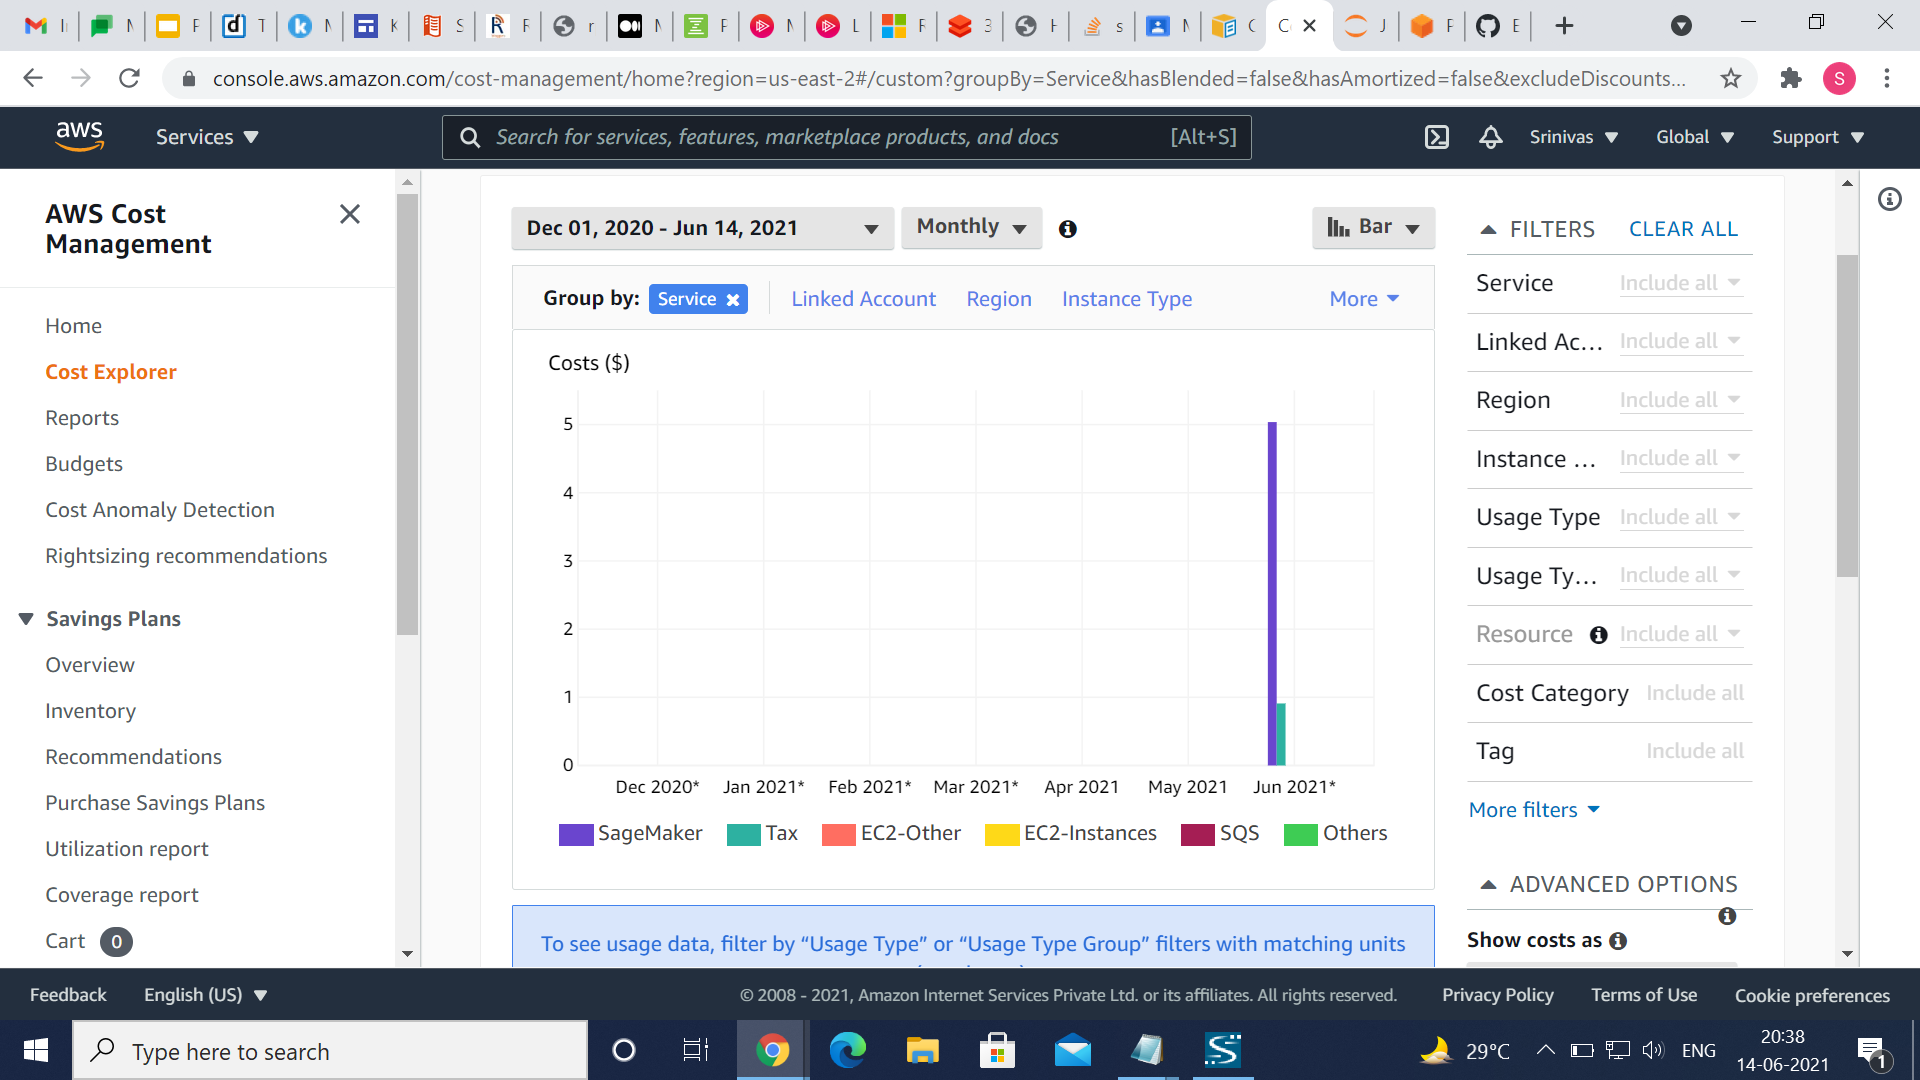 console.aws.amazon.com/cost-management/home?region=us-east-2#/custom?groupBy=Service&hasBlended=false&hasAmortized=false&excludeDiscounts...
S
aws
Services
Search for services, features, marketplace products, and docs [Alt+S]
Srinivas
Global
Support
AWS Cost
Management
Home
Cost Explorer
Reports
Budgets
Cost Anomaly Detection
Rightsizing recommendations
Savings Plans
Overview
Inventory
Recommendations
Purchase Savings Plans
Utilization report
Coverage report
Cart 0
Dec 01, 2020 - Jun 14, 2021
Monthly
Bar
Group by: Service Linked Account Region Instance Type More
Costs ($)
5
4
3
2
1
0
Dec 2020* Jan 2021* Feb 2021* Mar 2021* Apr 2021 May 2021 Jun 2021*
SageMaker Tax EC2-Other EC2-Instances SQS Others
To see usage data, filter by “Usage Type” or “Usage Type Group” filters with matching units
FILTERS CLEAR ALL
Service Include all
Linked Ac... Include all
Region Include all
Instance ... Include all
Usage Type Include all
Usage Ty... Include all
Resource Include all
Cost Category Include all
Tag Include all
More filters
ADVANCED OPTIONS
Show costs as
Feedback English (US) © 2008 - 2021, Amazon Internet Services Private Ltd. or its affiliates. All rights reserved. Privacy Policy Terms of Use Cookie preferences
Type here to search
29°C
ENG
20:38
14-06-2021
1